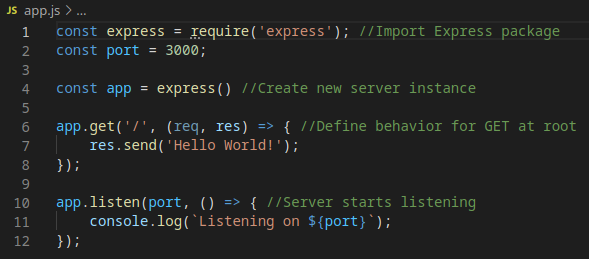 JS app.js > ...
1 const express = require('express'); //Import Express package
2 const port = 3000;
3
4 const app = express() //Create new server instance
5
6 app.get('/', (req, res) => { //Define behavior for GET at root
7     res.send('Hello World!');
8 });
9
10 app.listen(port, () => { //Server starts listening
11     console.log(`Listening on ${port}`);
12 });